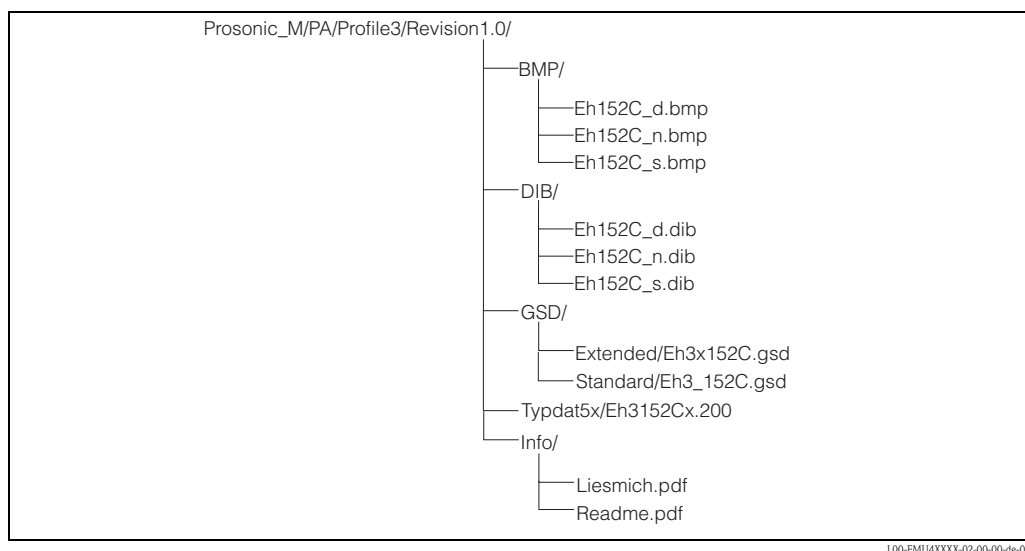 Prosonic_M/PA/Profile3/Revision1.0/
BMP/
Eh152C_d.bmp
Eh152C_n.bmp
Eh152C_s.bmp
DIB/
Eh152C_d.dib
Eh152C_n.dib
Eh152C_s.dib
GSD/
Extended/Eh3x152C.gsd
Standard/Eh3_152C.gsd
Typdat5x/Eh3152Cx.200
Info/
Liesmich.pdf
Readme.pdf